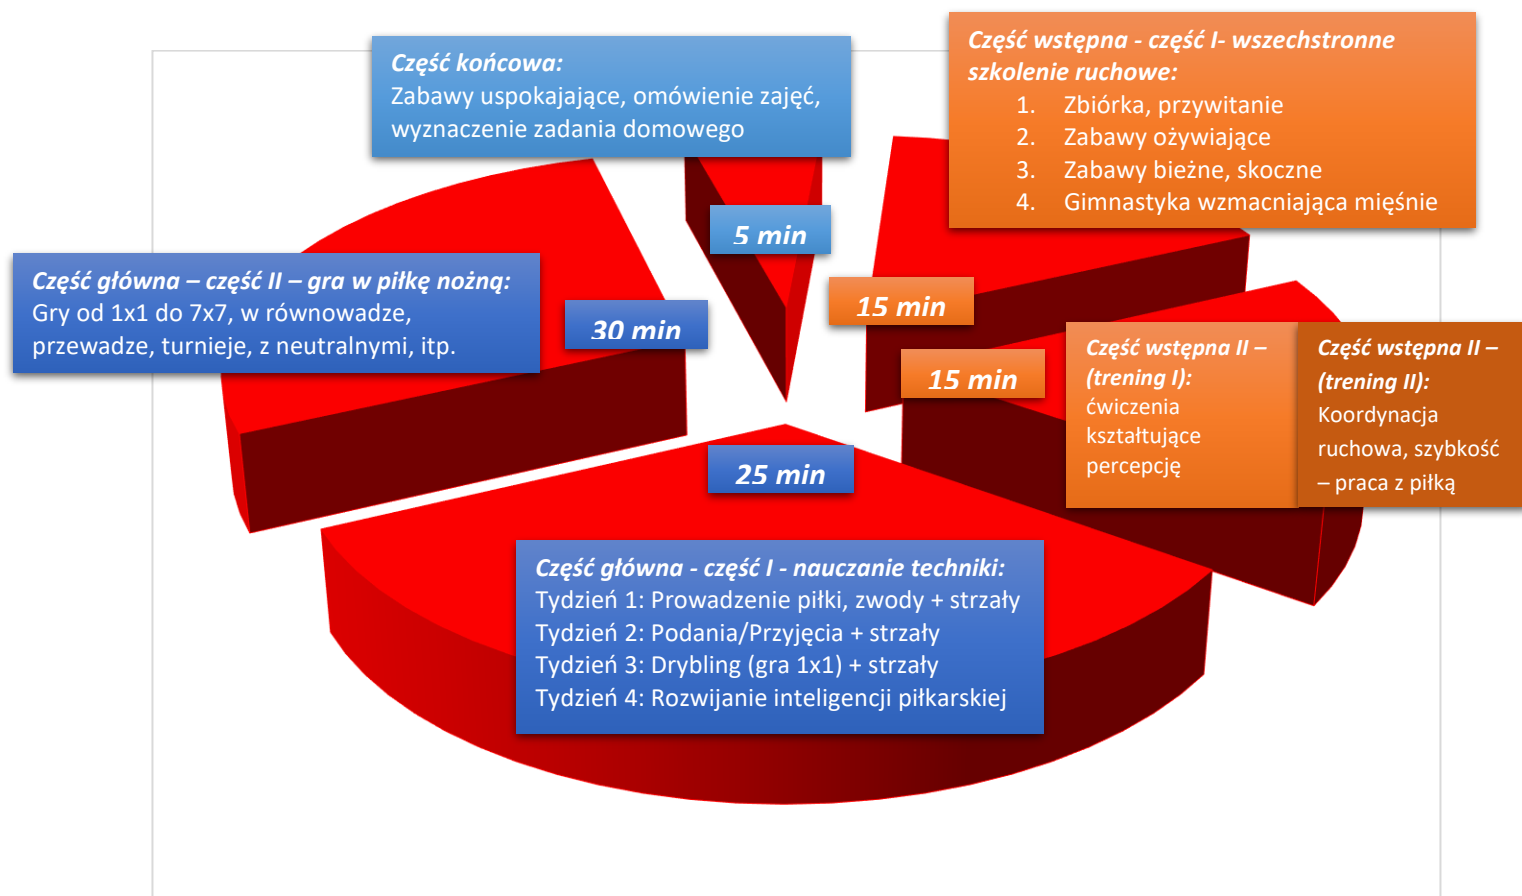 Część końcowa:
Zabawy uspokajające, omówienie zajęć,
wyznaczenie zadania domowego
Część wstępna - część I- wszechstronne
szkolenie ruchowe:
1. Zbiórka, przywitanie
2. Zabawy ożywiające
3. Zabawy bieżne, skoczne
4. Gimnastyka wzmacniająca mięśnie
5 min
Część główna – część II – gra w piłkę nożną:
Gry od 1x1 do 7x7, w równowadze,
przewadze, turnieje, z neutralnymi, itp.
30 min
15 min
15 min
Część wstępna II –
(trening I):
ćwiczenia
kształtujące
percepcję
Część wstępna II –
(trening II):
Koordynacja
ruchowa, szybkość
– praca z piłką
25 min
Część główna - część I - nauczanie techniki:
Tydzień 1: Prowadzenie piłki, zwody + strzały
Tydzień 2: Podania/Przyjęcia + strzały
Tydzień 3: Drybling (gra 1x1) + strzały
Tydzień 4: Rozwijanie inteligencji piłkarskiej